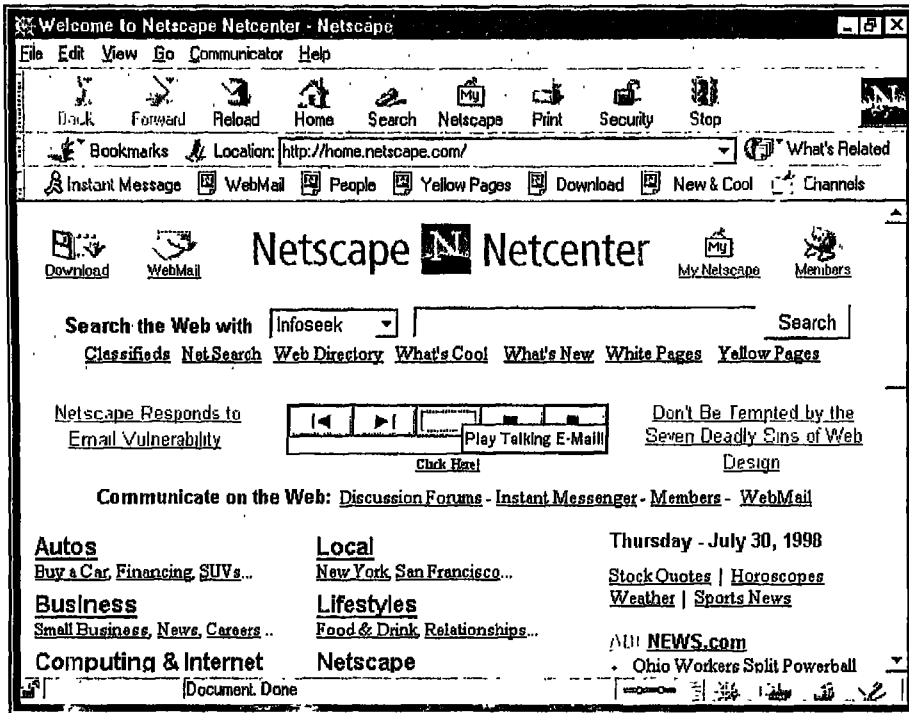 Welcome to Netscape Netcenter - Netscape
File Edit View Go Communicator Help
Back Forward Reload Home Search Netscape Print Security Stop
Bookmarks Location: http://home.netscape.com/ What's Related
Instant Message WebMail People Yellow Pages Download New & Cool Channels
Netscape N Netcenter
Download WebMail My Netscape Members
Search the Web with Infoseek Search
Classifieds Net Search Web Directory What's Cool What's New White Pages Yellow Pages
Netscape Responds to
Email Vulnerability
Play Talking E-Mail!
Click Here!
Don't Be Tempted by the
Seven Deadly Sins of Web
Design
Communicate on the Web: Discussion Forums - Instant Messenger - Members - WebMail
Autos
Buy a Car, Financing, SUVs...
Business
Small Business, News, Careers ..
Computing & Internet
Local
New York, San Francisco...
Lifestyles
Food & Drink, Relationships...
Netscape
Thursday - July 30, 1998
Stock Quotes | Horoscopes
Weather | Sports News
NEWS.com
Ohio Workers Split Powerball
Document. Done